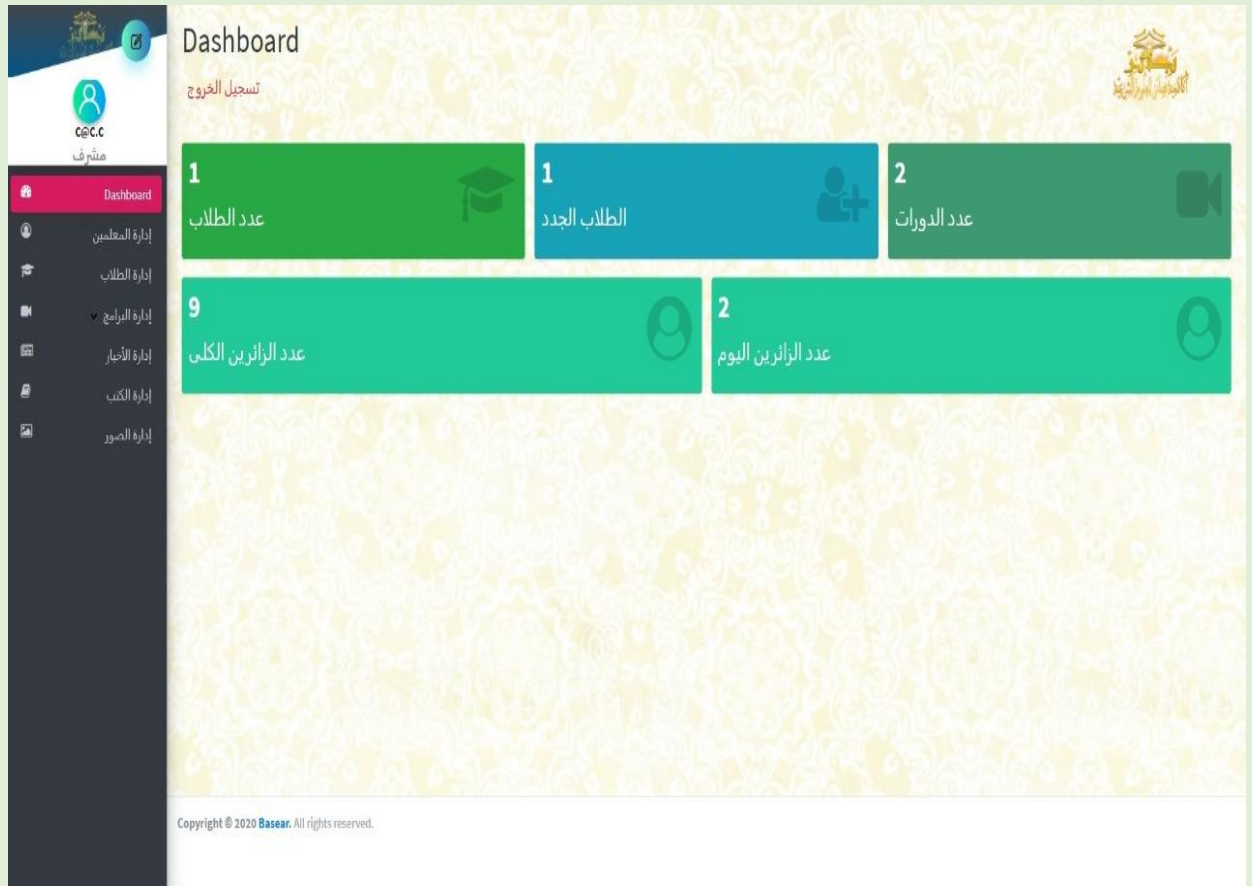 Dashboard
تسجيل الخروج
c@c.c
مشرف
Dashboard
إدارة المعلمين
إدارة الطلاب
إدارة البرامج
إدارة الأخبار
إدارة الكتب
إدارة الصور
1
عدد الطلاب
1
الطلاب الجدد
2
عدد الدورات
9
عدد الزائرين الكلى
2
عدد الزائرين اليوم
Copyright © 2020 Basear. All rights reserved.